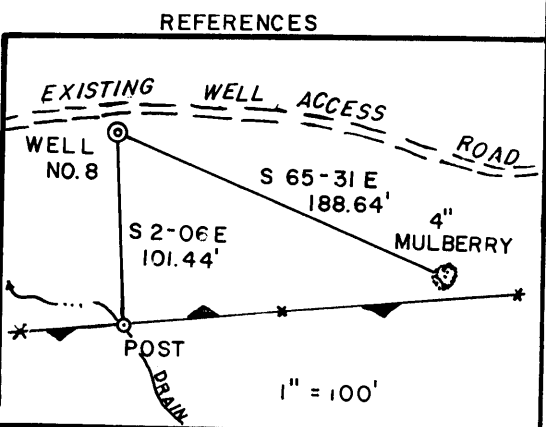 REFERENCES
EXISTING WELL ACCESS ROAD
WELL
NO. 8
S 65-31 E
188.64'
4"
MULBERRY
S 2-06 E
101.44'
POST
DRAIN
1" = 100'